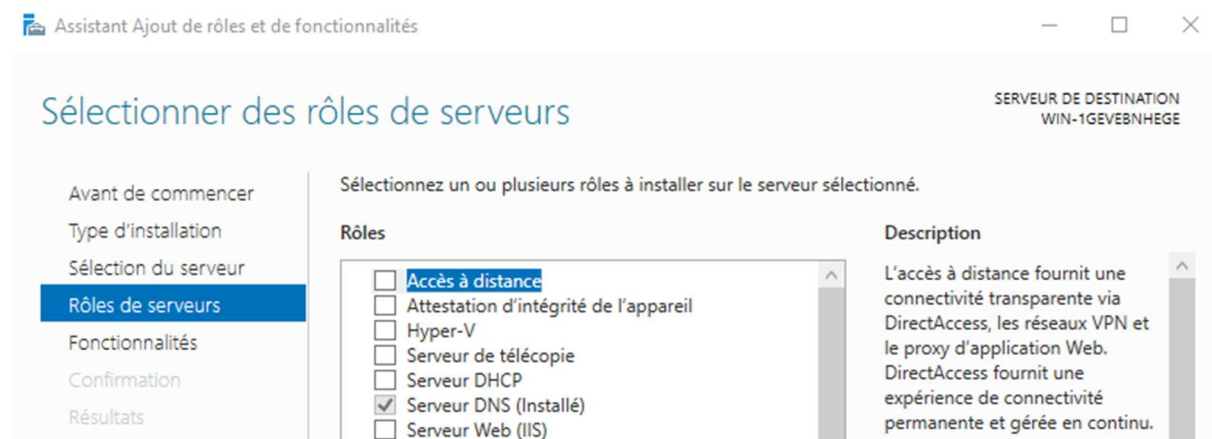 Assistant Ajout de rôles et de fonctionnalités
Sélectionner des rôles de serveurs
SERVEUR DE DESTINATION
WIN-1GEVEBNHEGE
Avant de commencer
Type d'installation
Sélection du serveur
Rôles de serveurs
Fonctionnalités
Confirmation
Résultats
Sélectionnez un ou plusieurs rôles à installer sur le serveur sélectionné.
Rôles
Accès à distance
Attestation d'intégrité de l'appareil
Hyper-V
Serveur de télécopie
Serveur DHCP
Serveur DNS (Installé)
Serveur Web (IIS)
Description
L'accès à distance fournit une
connectivité transparente via
DirectAccess, les réseaux VPN et
le proxy d'application Web.
DirectAccess fournit une
expérience de connectivité
permanente et gérée en continu.